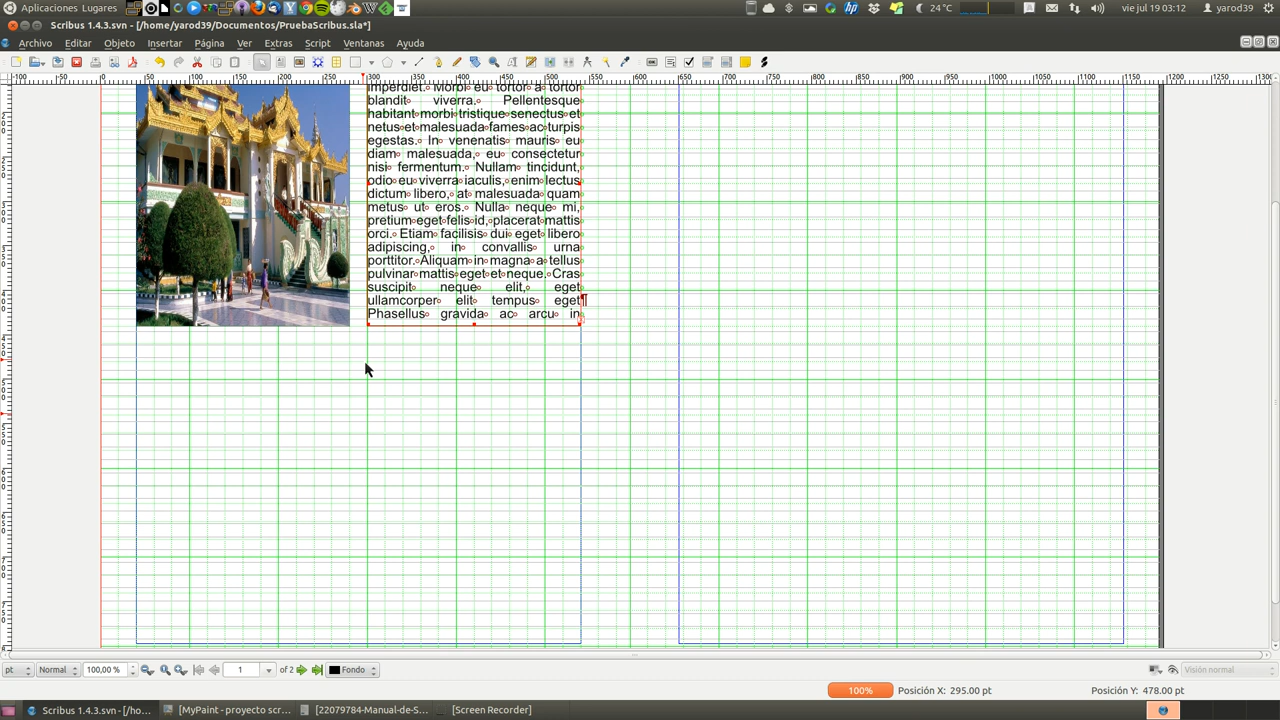 Aplicaciones Lugares
24°C
vie jul 19 03:12
yarod39
Scribus 1.4.3.svn - [/home/yarod39/Documentos/PruebaScribus.sla*]
Archivo Editar Objeto Insertar Página Ver Extras Script Ventanas Ayuda
imperdiet. Morbi eu tortor a tortor
blandit viverra. Pellentesque
habitant morbi tristique senectus et
netus et malesuada fames ac turpis
egestas. In venenatis mauris eu
diam malesuada, eu consectetur
nisi fermentum. Nullam tincidunt,
odio eu viverra iaculis, enim lectus
dictum libero, at malesuada quam
metus ut eros. Nulla neque mi,
pretium eget felis id, placerat mattis
orci. Etiam facilisis dui eget libero
adipiscing, in convallis urna
porttitor. Aliquam in magna a tellus
pulvinar mattis eget et neque. Cras
suscipit neque elit, eget
ullamcorper elit tempus eget
Phasellus gravida ac arcu in
pt Normal 100,00 % 1 of 2 Fondo Visión normal
100% Posición X: 295.00 pt Posición Y: 478.00 pt
Scribus 1.4.3.svn - [/ho... [MyPaint - proyecto scr... [22079784-Manual-de-S... [Screen Recorder]